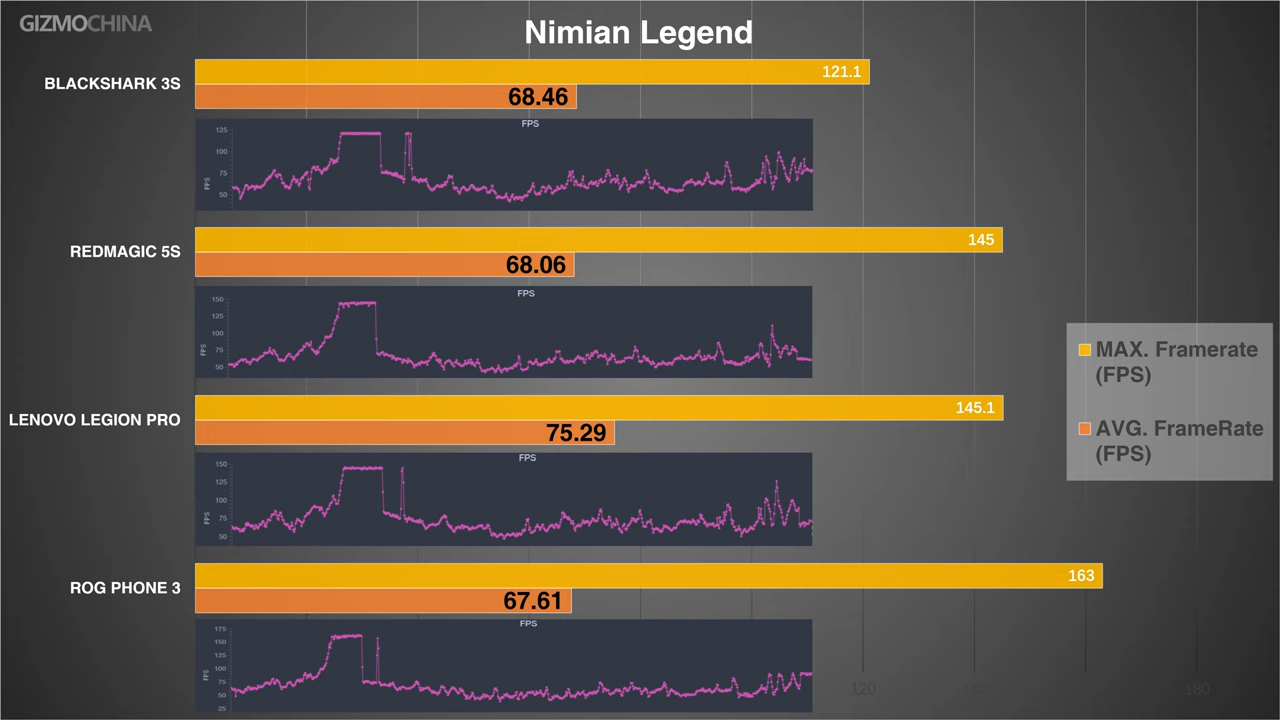 GIZMOCHINA
Nimian Legend
BLACKSHARK 3S
121.1
68.46
FPS
125
100
75
50
FPS
REDMAGIC 5S
145
68.06
FPS
150
125
100
75
50
FPS
MAX. Framerate
(FPS)
AVG. FrameRate
(FPS)
LENOVO LEGION PRO
145.1
75.29
FPS
150
125
100
75
50
FPS
ROG PHONE 3
163
67.61
FPS
175
150
125
100
75
50
25
FPS
120
140
180